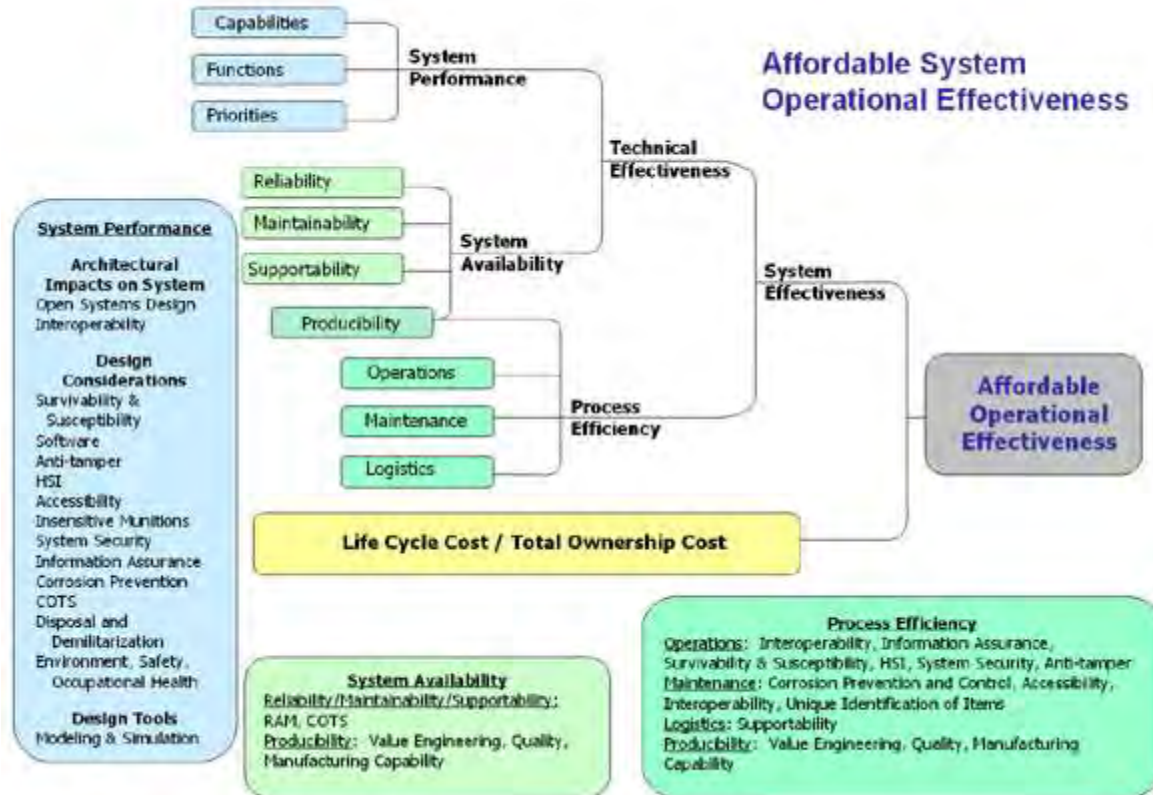 Affordable System
Operational Effectiveness
Capabilities
Functions
Priorities
System
Performance
Technical
Effectiveness
Reliability
Maintainability
Supportability
Producibility
System
Availability
Operations
Maintenance
Logistics
Process
Efficiency
System
Effectiveness
Affordable
Operational
Effectiveness
Life Cycle Cost / Total Ownership Cost
System Performance
Architectural
Impacts on System
Open Systems Design
Interoperability
Design
Considerations
Survivability &
Susceptibility
Software
Anti-tamper
HSI
Accessibility
Insensitive Munitions
System Security
Information Assurance
Corrosion Prevention
COTS
Disposal and
Demilitarization
Environment, Safety,
Occupational Health
Design Tools
Modeling & Simulation
System Availability
Reliability/Maintainability/Supportability:
RAM, COTS
Producibility: Value Engineering, Quality,
Manufacturing Capability
Process Efficiency
Operations: Interoperability, Information Assurance,
Survivability & Susceptibility, HSI, System Security, Anti-tamper
Maintenance: Corrosion Prevention and Control, Accessibility,
Interoperability, Unique Identification of Items
Logistics: Supportability
Producibility: Value Engineering, Quality, Manufacturing
Capability